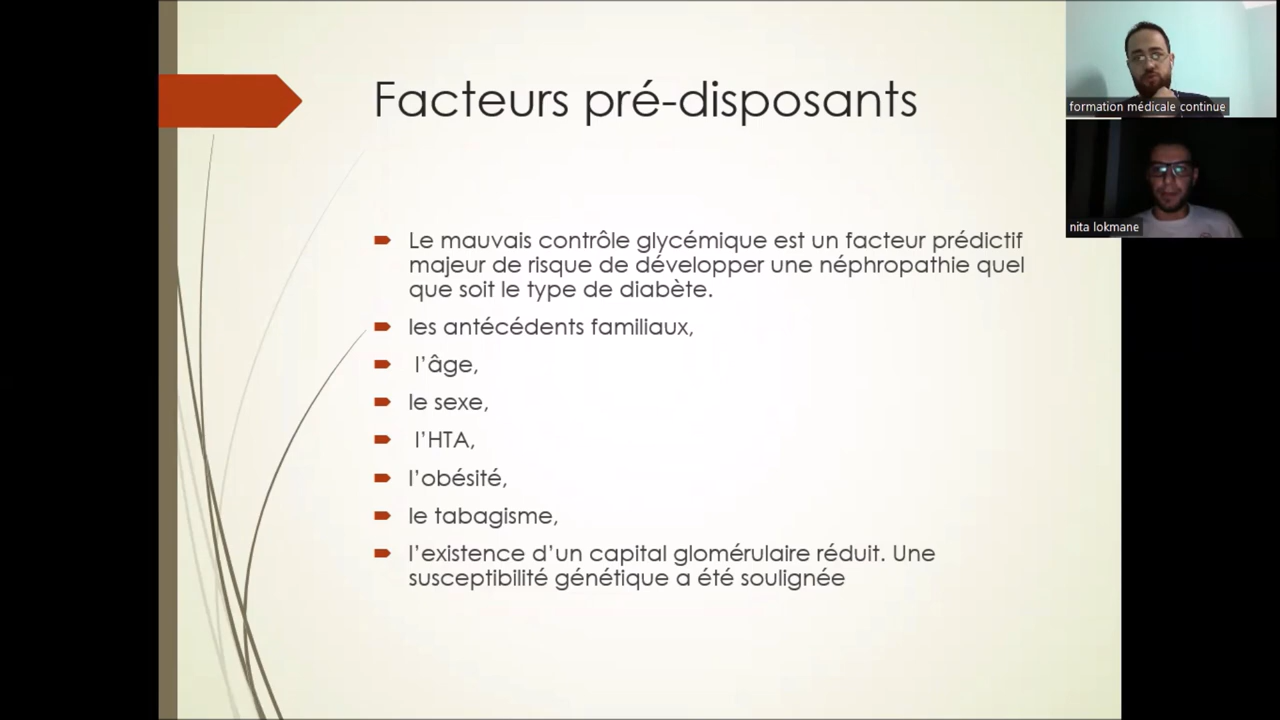 Facteurs pré-disposants
formation médicale continue
nita lokmane
Le mauvais contrôle glycémique est un facteur prédictif
majeur de risque de développer une néphropathie quel
que soit le type de diabète.
les antécédents familiaux,
l’âge,
le sexe,
l’HTA,
l’obésité,
le tabagisme,
l’existence d’un capital glomérulaire réduit. Une
susceptibilité génétique a été soulignée